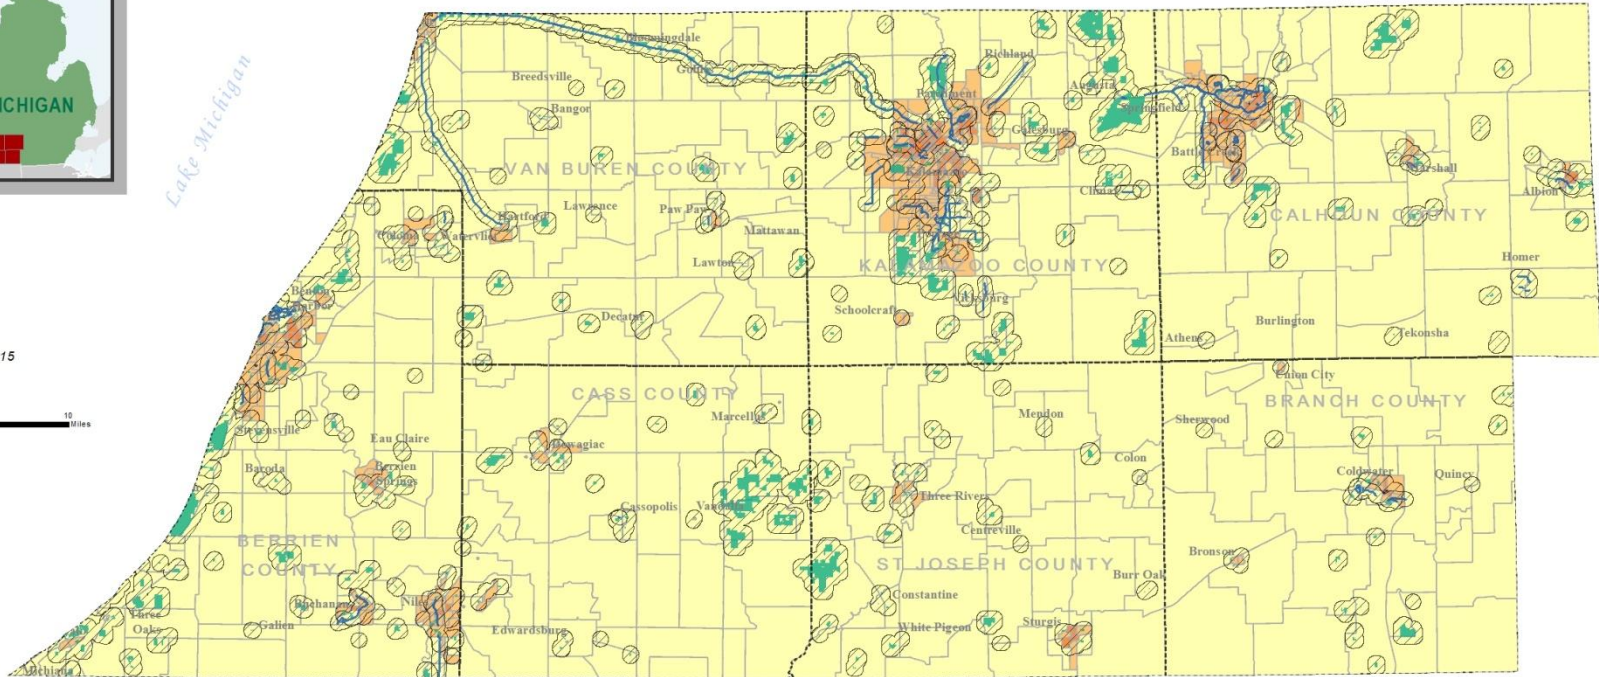 ICHIGAN
Lake Michigan
15
10
Miles
Bloomingdale
Gobles
Breedsville
Bangor
VAN BUREN COUNTY
Hartford
Lawrence
Paw Paw
Mattawan
Lawton
Decatur
Coloma
Watervliet
Richland
Parchment
Augusta
Galesburg
Springfield
Climax
KALAMAZOO COUNTY
Schoolcraft
Vicksburg
Battle Creek
Marshall
Albion
CALHOUN COUNTY
Homer
Athens
Burlington
Tekonsha
Benton
Harbor
Stevensville
Eau Claire
Baroda
Berrien
Springs
BERRIEN
COUNTY
Buchanan
Niles
Galien
Three
Oaks
Michiana
CASS COUNTY
Marcellus
Dowagiac
Cassopolis
Vandalia
Edwardsburg
Mendon
Colon
Three Rivers
Centreville
ST JOSEPH COUNTY
Burr Oak
Constantine
White Pigeon
Sturgis
Union City
BRANCH COUNTY
Sherwood
Coldwater
Quincy
Bronson